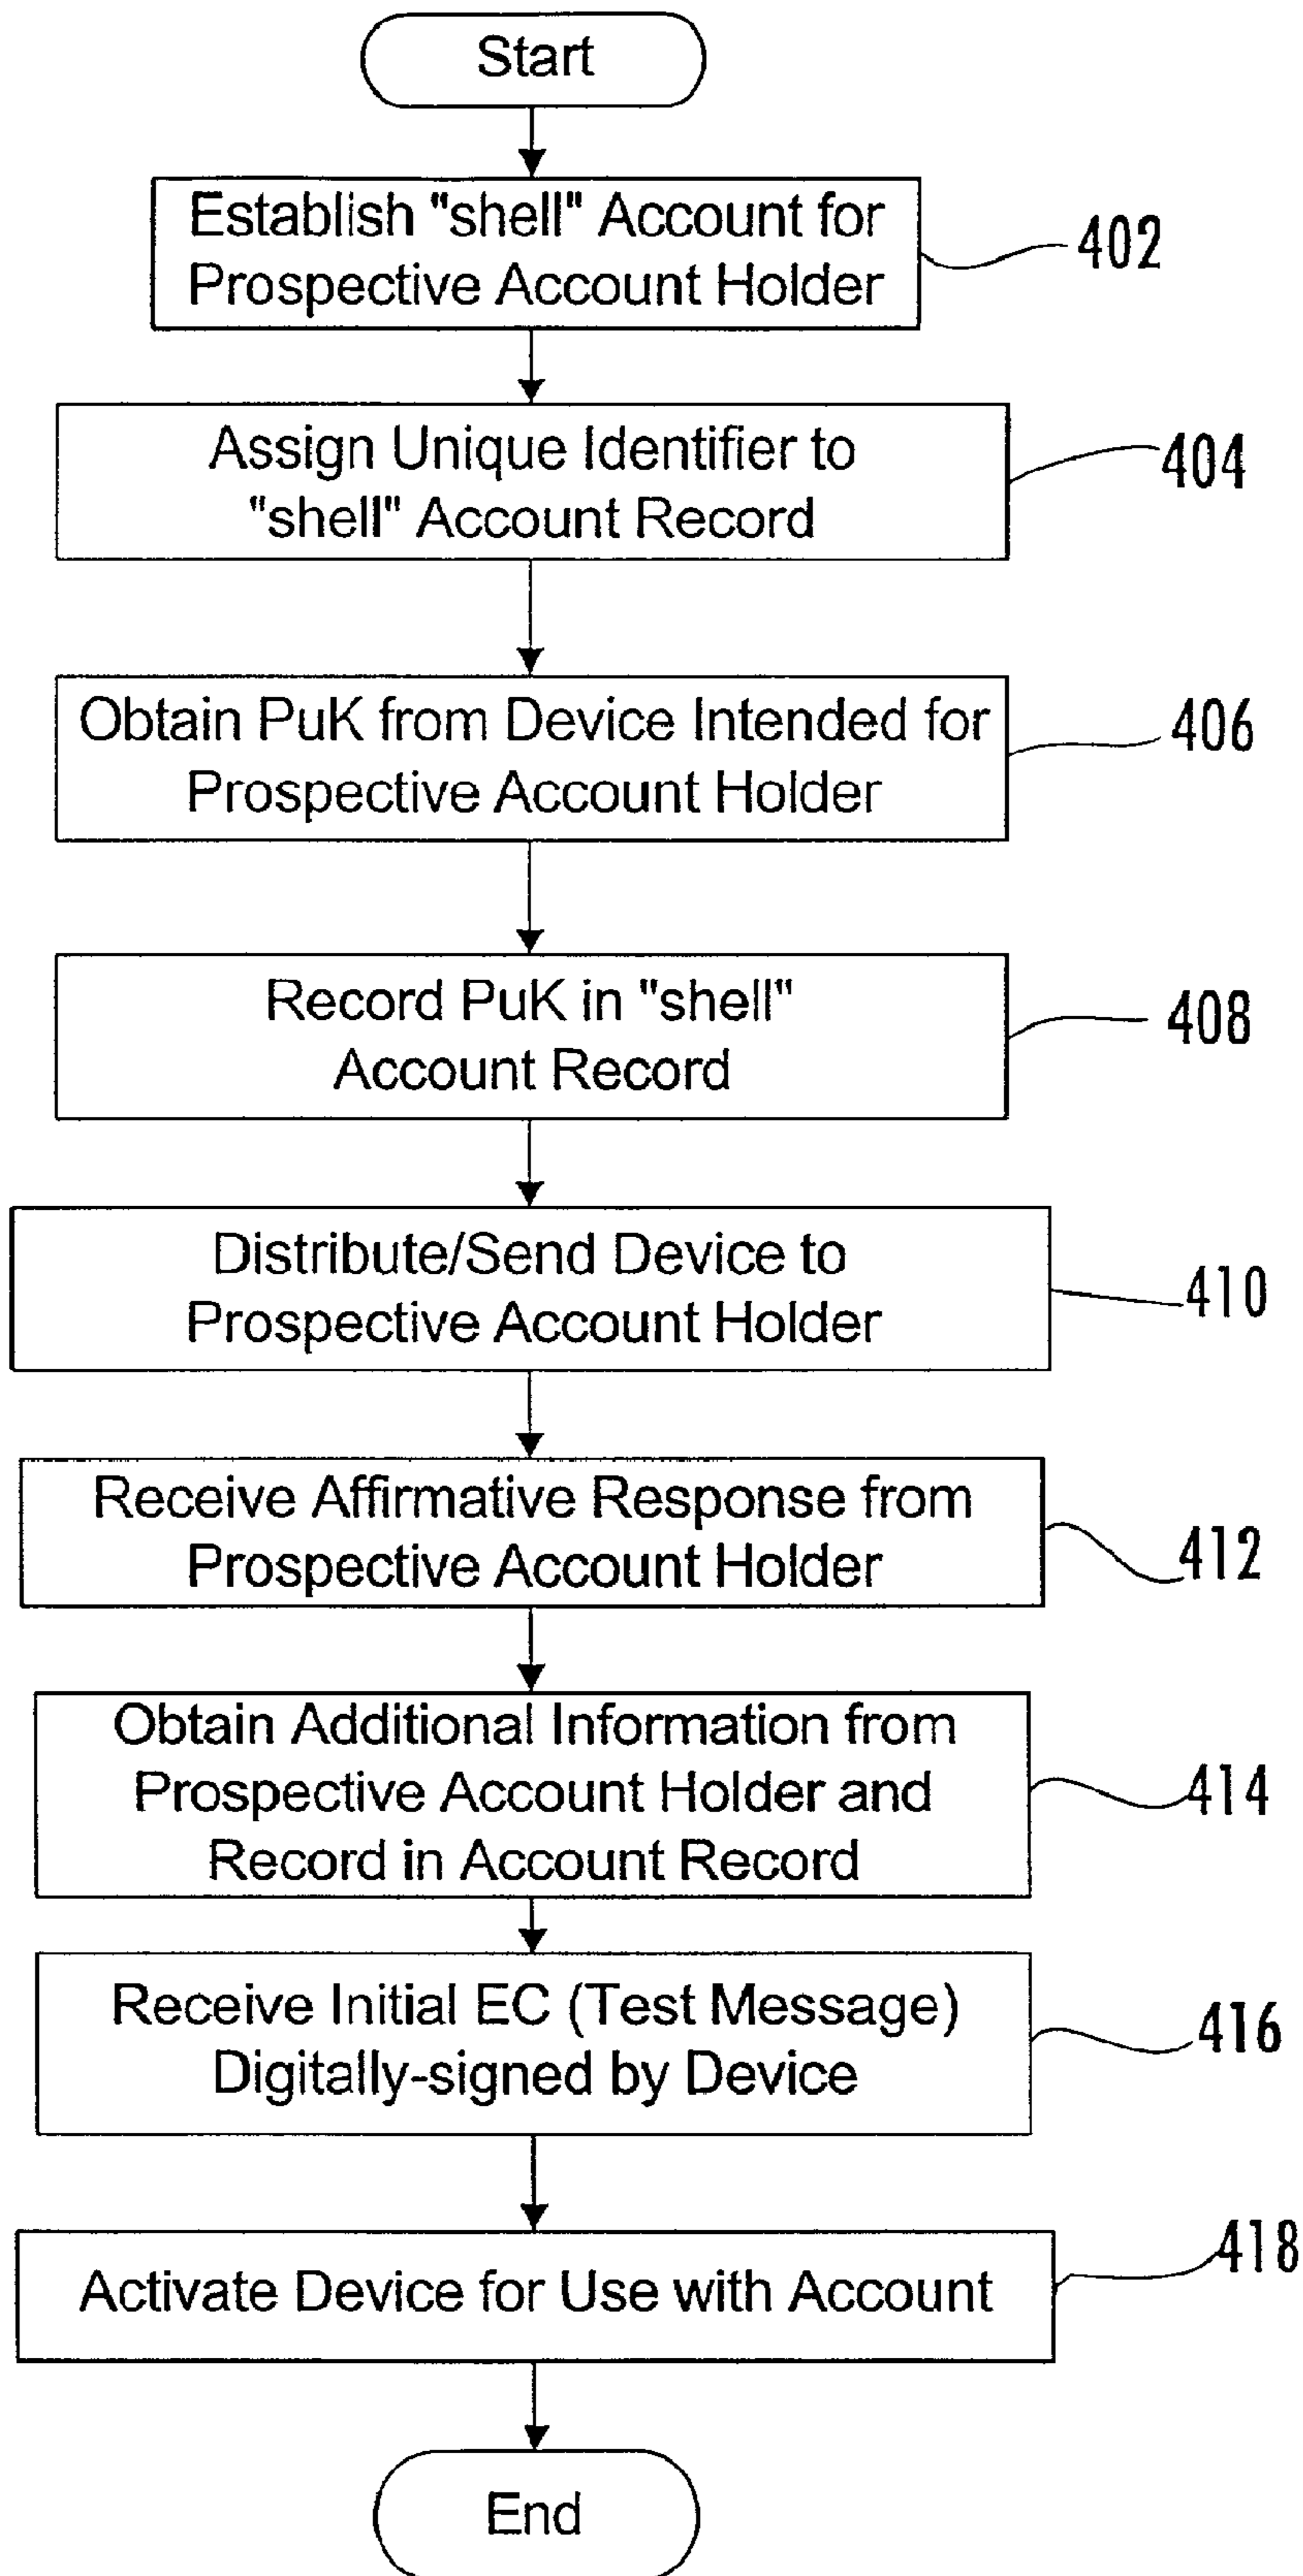 Start
Establish "shell" Account for
Prospective Account Holder
402
Assign Unique Identifier to
"shell" Account Record
404
Obtain PuK from Device Intended for
Prospective Account Holder
406
Record PuK in "shell"
Account Record
408
Distribute/Send Device to
Prospective Account Holder
410
Receive Affirmative Response from
Prospective Account Holder
412
Obtain Additional Information from
Prospective Account Holder and
Record in Account Record
414
Receive Initial EC (Test Message)
Digitally-signed by Device
416
Activate Device for Use with Account
418
End